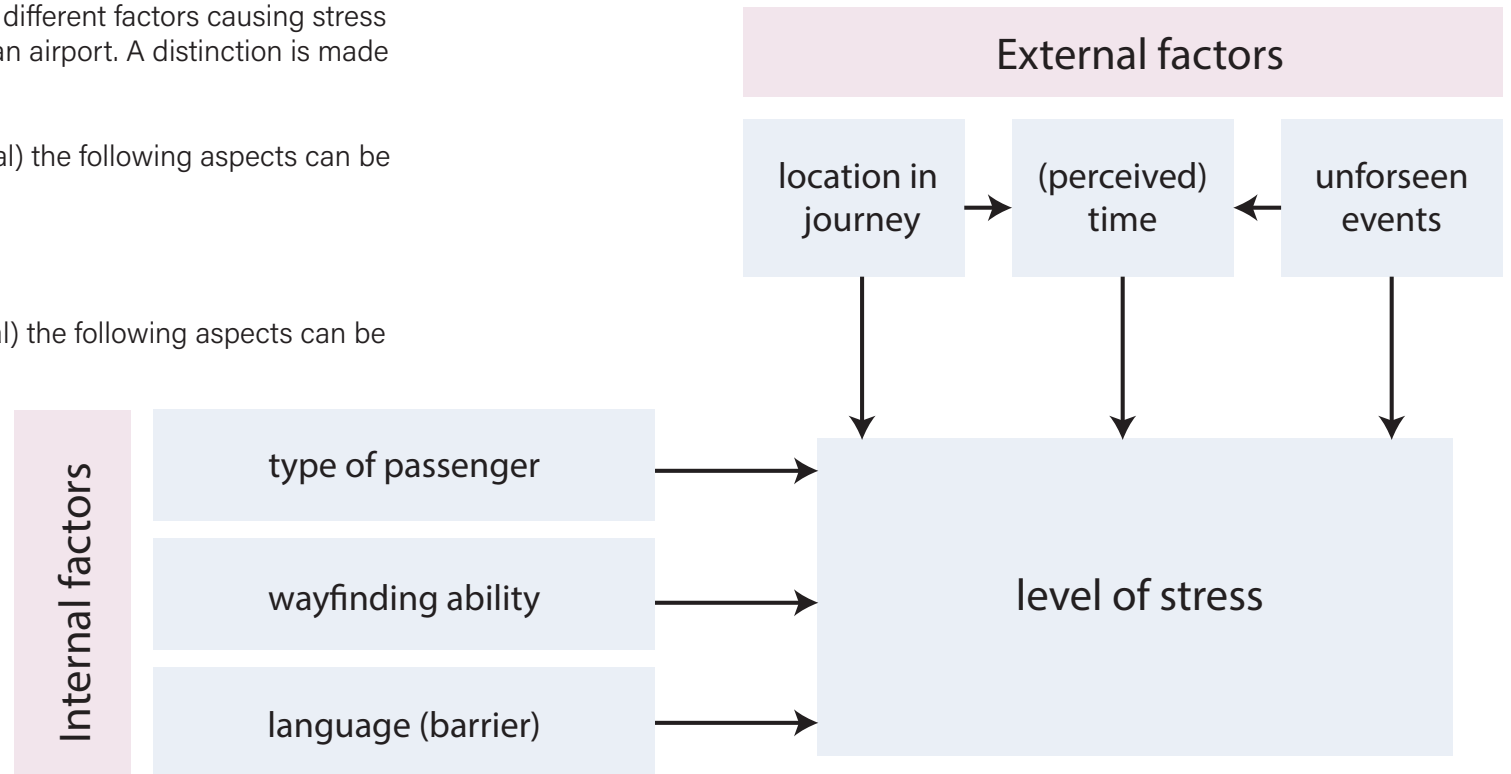 different factors causing stress
an airport. A distinction is made
al) the following aspects can be
al) the following aspects can be
External factors
location in
journey
(perceived)
time
unforseen
events
Internal factors
type of passenger
wayfinding ability
language (barrier)
level of stress